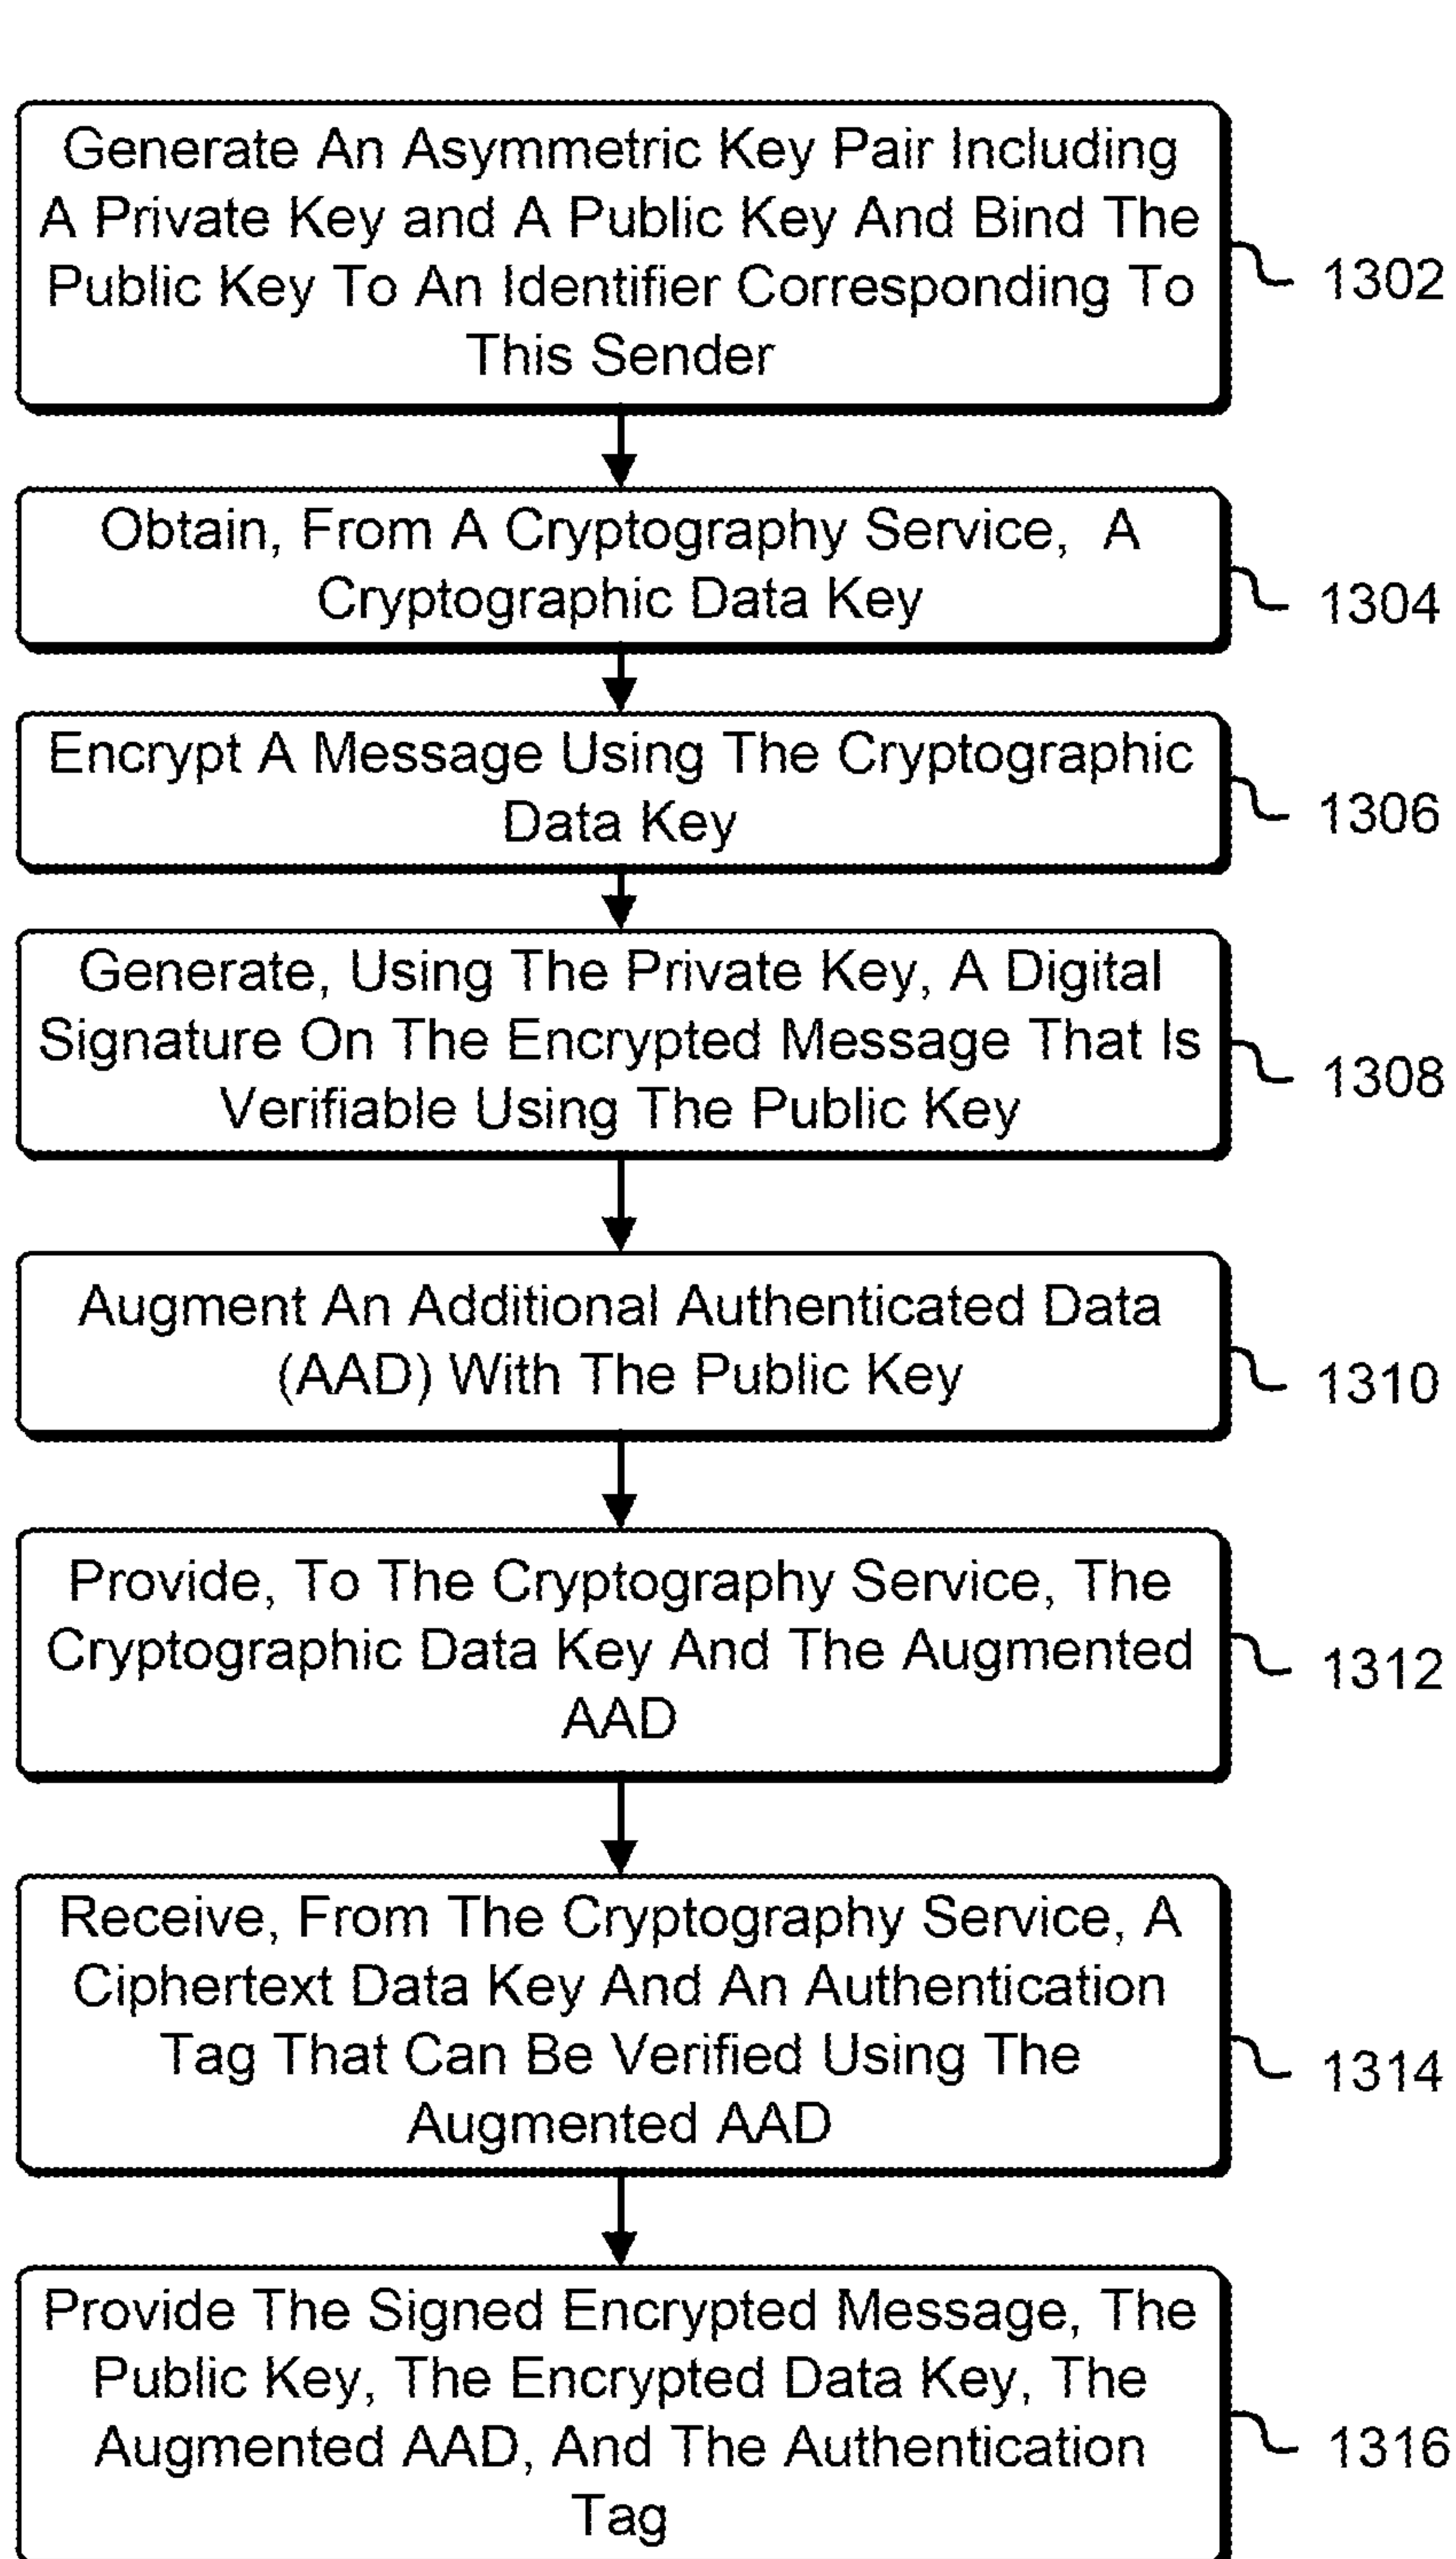 Generate An Asymmetric Key Pair Including
A Private Key and A Public Key And Bind The
Public Key To An Identifier Corresponding To
This Sender
1302
Obtain, From A Cryptography Service, A
Cryptographic Data Key
1304
Encrypt A Message Using The Cryptographic
Data Key
1306
Generate, Using The Private Key, A Digital
Signature On The Encrypted Message That Is
Verifiable Using The Public Key
1308
Augment An Additional Authenticated Data
(AAD) With The Public Key
1310
Provide, To The Cryptography Service, The
Cryptographic Data Key And The Augmented
AAD
1312
Receive, From The Cryptography Service, A
Ciphertext Data Key And An Authentication
Tag That Can Be Verified Using The
Augmented AAD
1314
Provide The Signed Encrypted Message, The
Public Key, The Encrypted Data Key, The
Augmented AAD, And The Authentication
Tag
1316